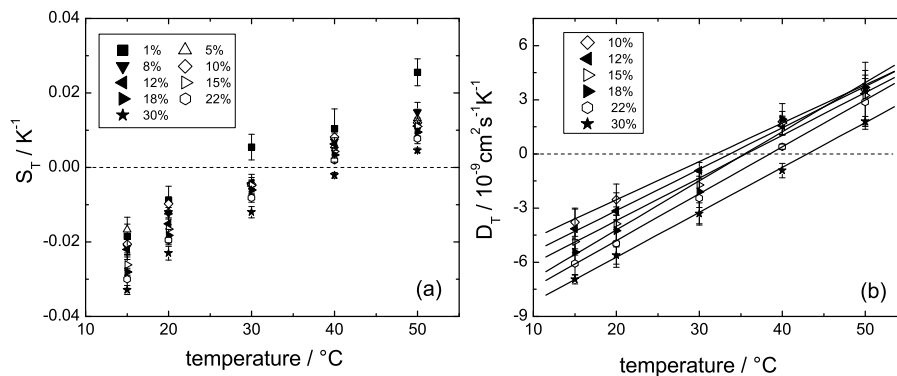 0.04
0.02
0.00
-0.02
-0.04
S_T / K^-1
1% 5%
8% 10%
12% 15%
18% 22%
30%
(a)
10 20 30 40 50
temperature / °C
6
3
0
-3
-6
-9
D_T / 10^-9 cm^2 s^-1 K^-1
10%
12%
15%
18%
22%
30%
(b)
10 20 30 40 50
temperature / °C